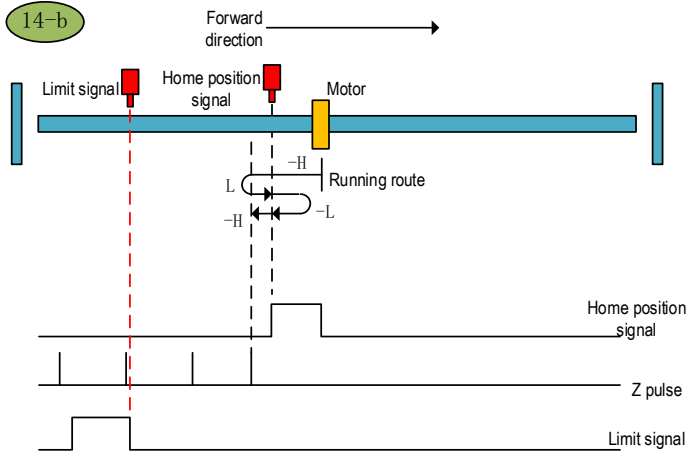 14-b
Forward
direction
Limit signal
Home position
signal
Motor
-H
L
Running route
-L
-H
Home position
signal
Z pulse
Limit signal